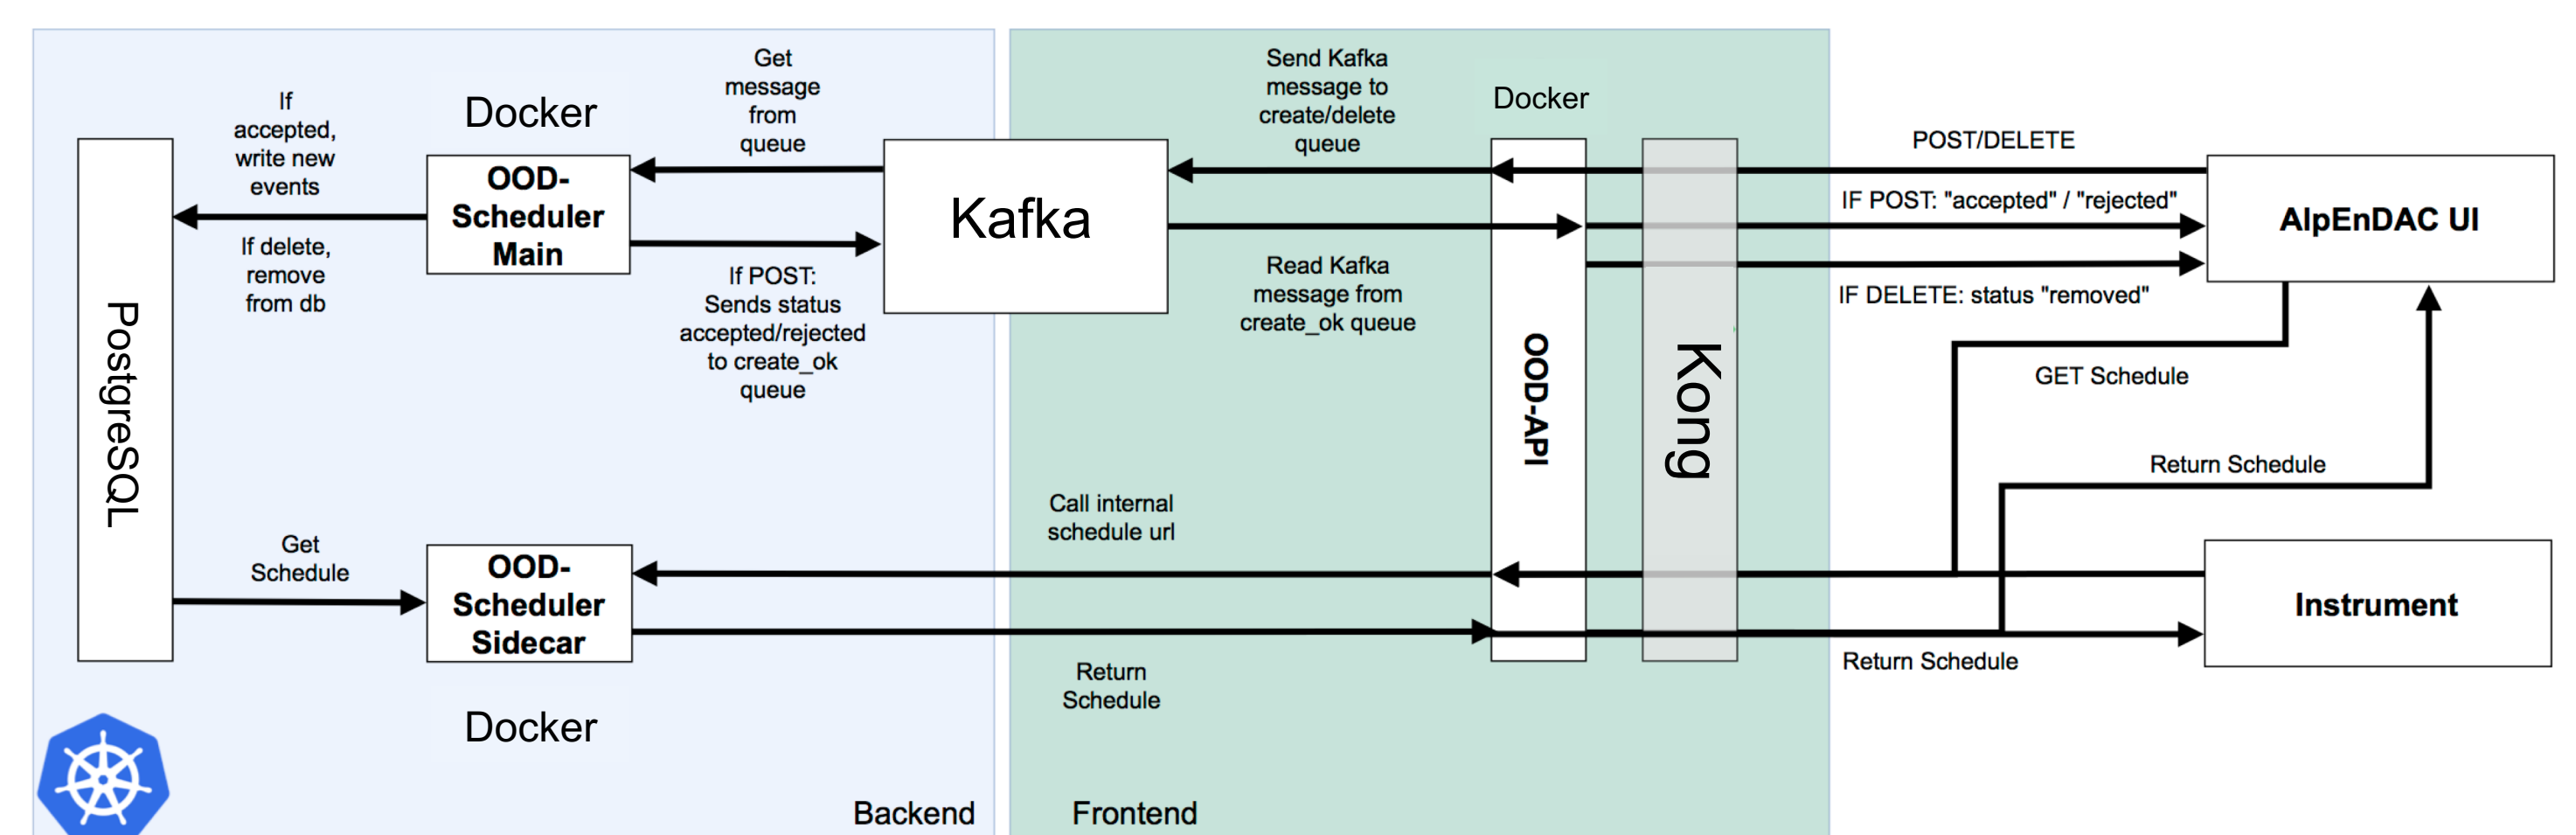 If
accepted,
write new
events
If delete,
remove
from db
PostgreSQL
Docker
OOD-
Scheduler
Main
Get
message
from
queue
If POST:
Sends status
accepted/rejected
to create_ok
queue
Kafka
Send Kafka
message to
create/delete
queue
Read Kafka
message from
create_ok queue
Docker
OOD-API
Kong
POST/DELETE
IF POST: "accepted" / "rejected"
IF DELETE: status "removed"
AlpEnDAC UI
GET Schedule
Return Schedule
Get
Schedule
OOD-
Scheduler
Sidecar
Docker
Call internal
schedule url
Return
Schedule
Return Schedule
Instrument
Backend
Frontend